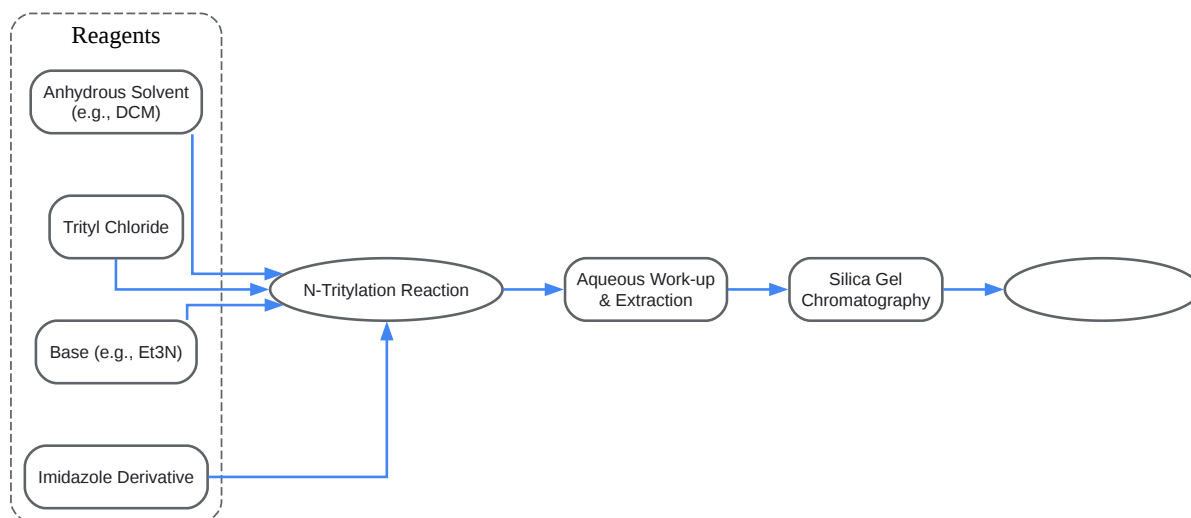 Reagents
Anhydrous Solvent
(e.g., DCM)
Trityl Chloride
Base (e.g., Et3N)
Imidazole Derivative
N-Tritylation Reaction
Aqueous Work-up
& Extraction
Silica Gel
Chromatography